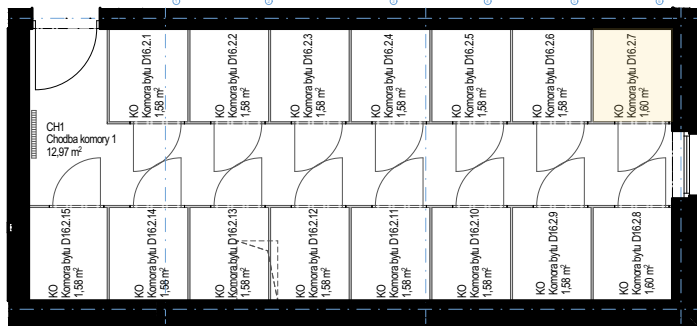 KO
Komora bytu D16.2.1
1,58 m²
KO
Komora bytu D16.2.2
1,58 m²
KO
Komora bytu D16.2.3
1,58 m²
KO
Komora bytu D16.2.4
1,58 m²
KO
Komora bytu D16.2.5
1,58 m²
KO
Komora bytu D16.2.6
1,58 m²
KO
Komora bytu D16.2.7
1,60 m²
CH1
Chodba komory 1
12,97 m²
KO
Komora bytu D16.2.15
1,58 m²
KO
Komora bytu D16.2.14
1,58 m²
KO
Komora bytu D16.2.13
1,58 m²
KO
Komora bytu D16.2.12
1,58 m²
KO
Komora bytu D16.2.11
1,58 m²
KO
Komora bytu D16.2.10
1,58 m²
KO
Komora bytu D16.2.9
1,58 m²
KO
Komora bytu D16.2.8
1,60 m²